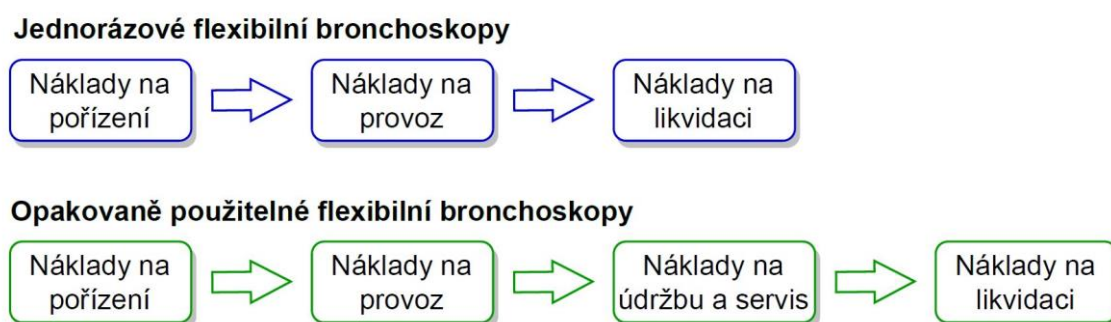 Jednorázové flexibilní bronchoskopy
Náklady na
pořízení
Náklady na
provoz
Náklady na
likvidaci
Opakovaně použitelné flexibilní bronchoskopy
Náklady na
pořízení
Náklady na
provoz
Náklady na
údržbu a servis
Náklady na
likvidaci